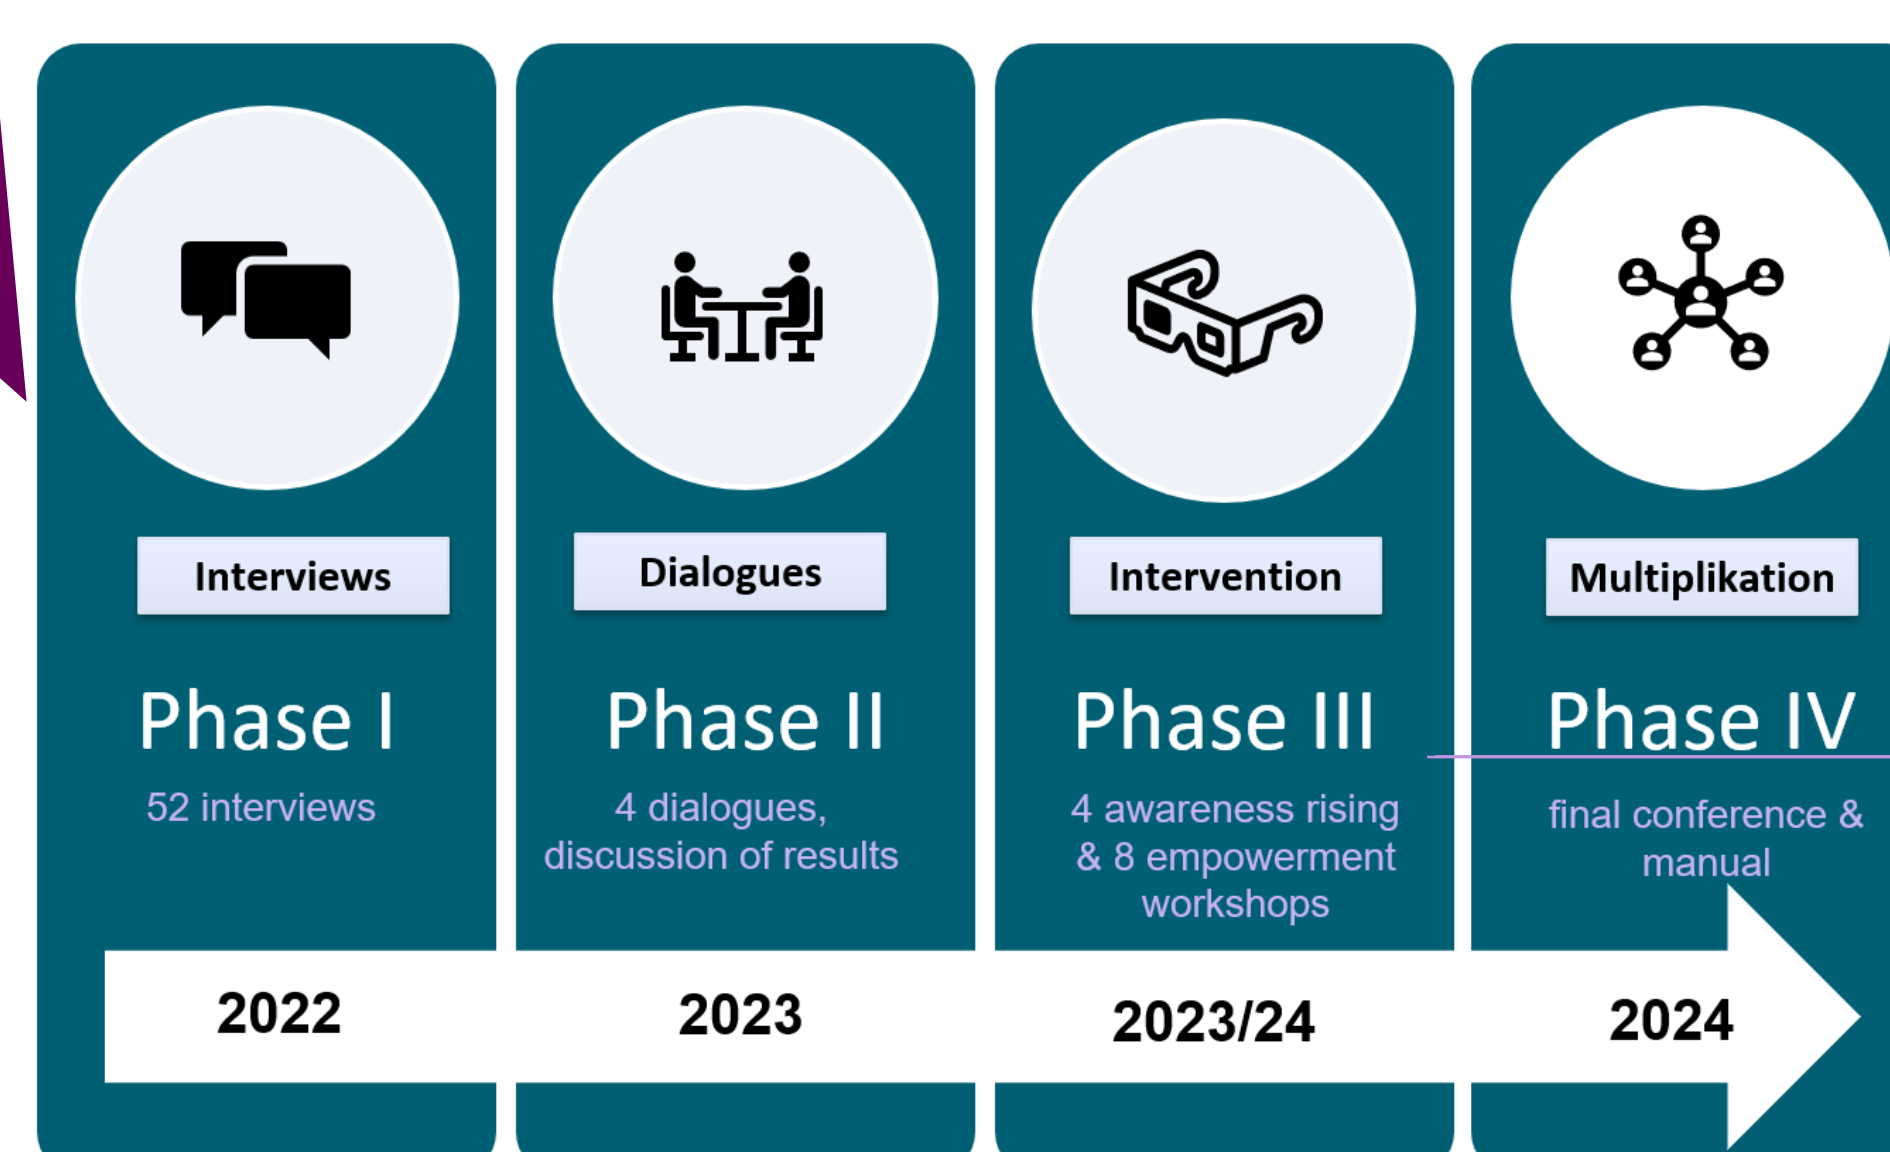 Interviews
Phase I
52 interviews
2022
Dialogues
Phase II
4 dialogues,
discussion of results
2023
Intervention
Phase III
4 awareness rising
& 8 empowerment
workshops
2023/24
Multiplikation
Phase IV
final conference &
manual
2024